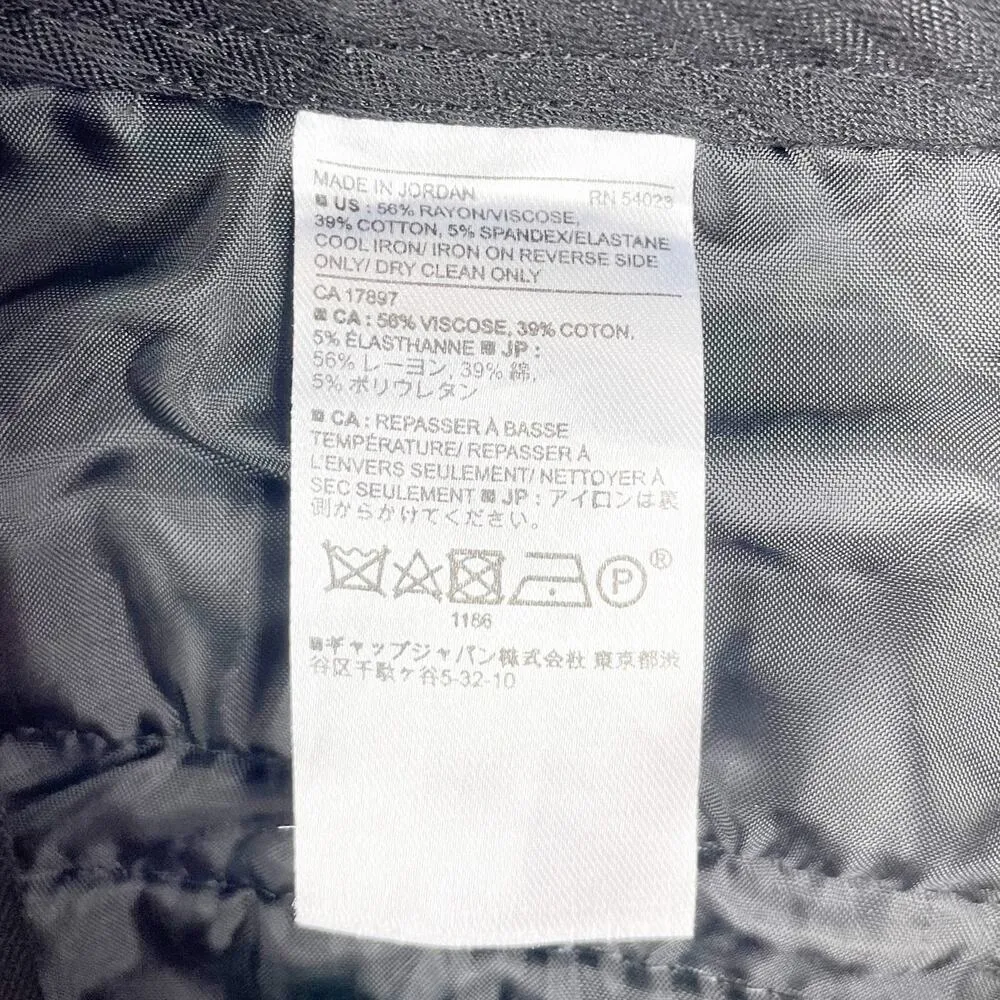 MADE IN JORDAN RN 54023
US : 56% RAYON/VISCOSE,
39% COTTON, 5% SPANDEX/ELASTANE
COOL IRON/ IRON ON REVERSE SIDE
ONLY/ DRY CLEAN ONLY
CA 17897
CA : 56% VISCOSE, 39% COTON,
5% ÉLASTHANNE ■ JP :
56% レーヨン, 39% 綿,
5% ポリウレタン
■ CA : REPASSER À BASSE
TEMPÉRATURE/ REPASSER À
L'ENVERS SEULEMENT/ NETTOYER À
SEC SEULEMENT ■ JP : アイロンは裏
側からかけてください。
P ®
1186
■ギャップジャパン株式会社 東京都渋
谷区千駄ケ谷5-32-10